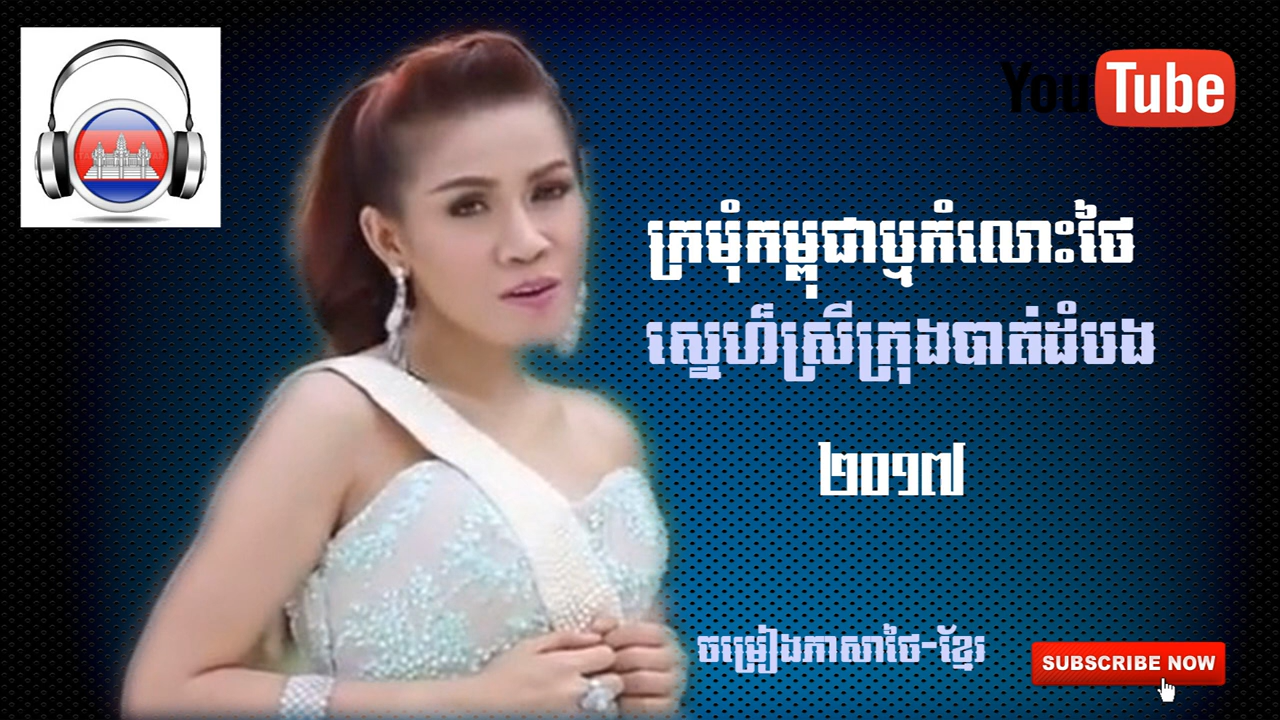 YouTube
ក្រមុំកម្ពុជាឬកំលោះថៃ
ស្នេហ៏ស្រីក្រុងបាត់ដំបង
២០១៧
ចម្រៀងភាសាថៃ-ខ្មែរ
SUBSCRIBE NOW